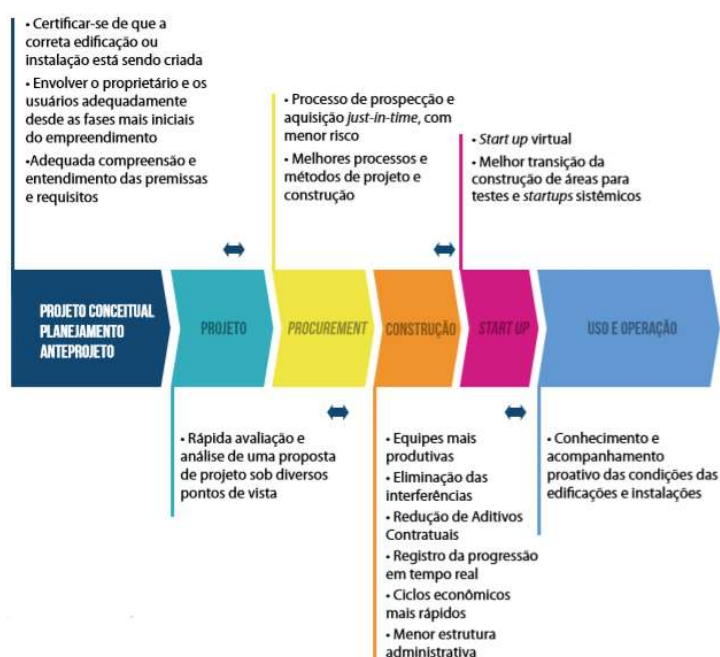 • Certificar-se de que a
correta edificação ou
instalação está sendo criada
• Envolver o proprietário e os
usuários adequadamente
desde as fases mais iniciais
do empreendimento
•Adequada compreensão e
entendimento das premissas
e requisitos
• Processo de prospecção e
aquisição just-in-time, com
menor risco
• Melhores processos e
métodos de projeto e
construção
• Start up virtual
• Melhor transição da
construção de áreas para
testes e startups sistêmicos
PROJETO CONCEITUAL
PLANEJAMENTO
ANTEPROJETO
PROJETO
PROCUREMENT
CONSTRUÇÃO
START UP
USO E OPERAÇÃO
• Rápida avaliação e
análise de uma proposta
de projeto sob diversos
pontos de vista
• Equipes mais
produtivas
• Eliminação das
interferências
• Redução de Aditivos
Contratuais
• Registro da progressão
em tempo real
• Ciclos econômicos
mais rápidos
• Menor estrutura
administrativa
• Conhecimento e
acompanhamento
proativo das condições das
edificações e instalações